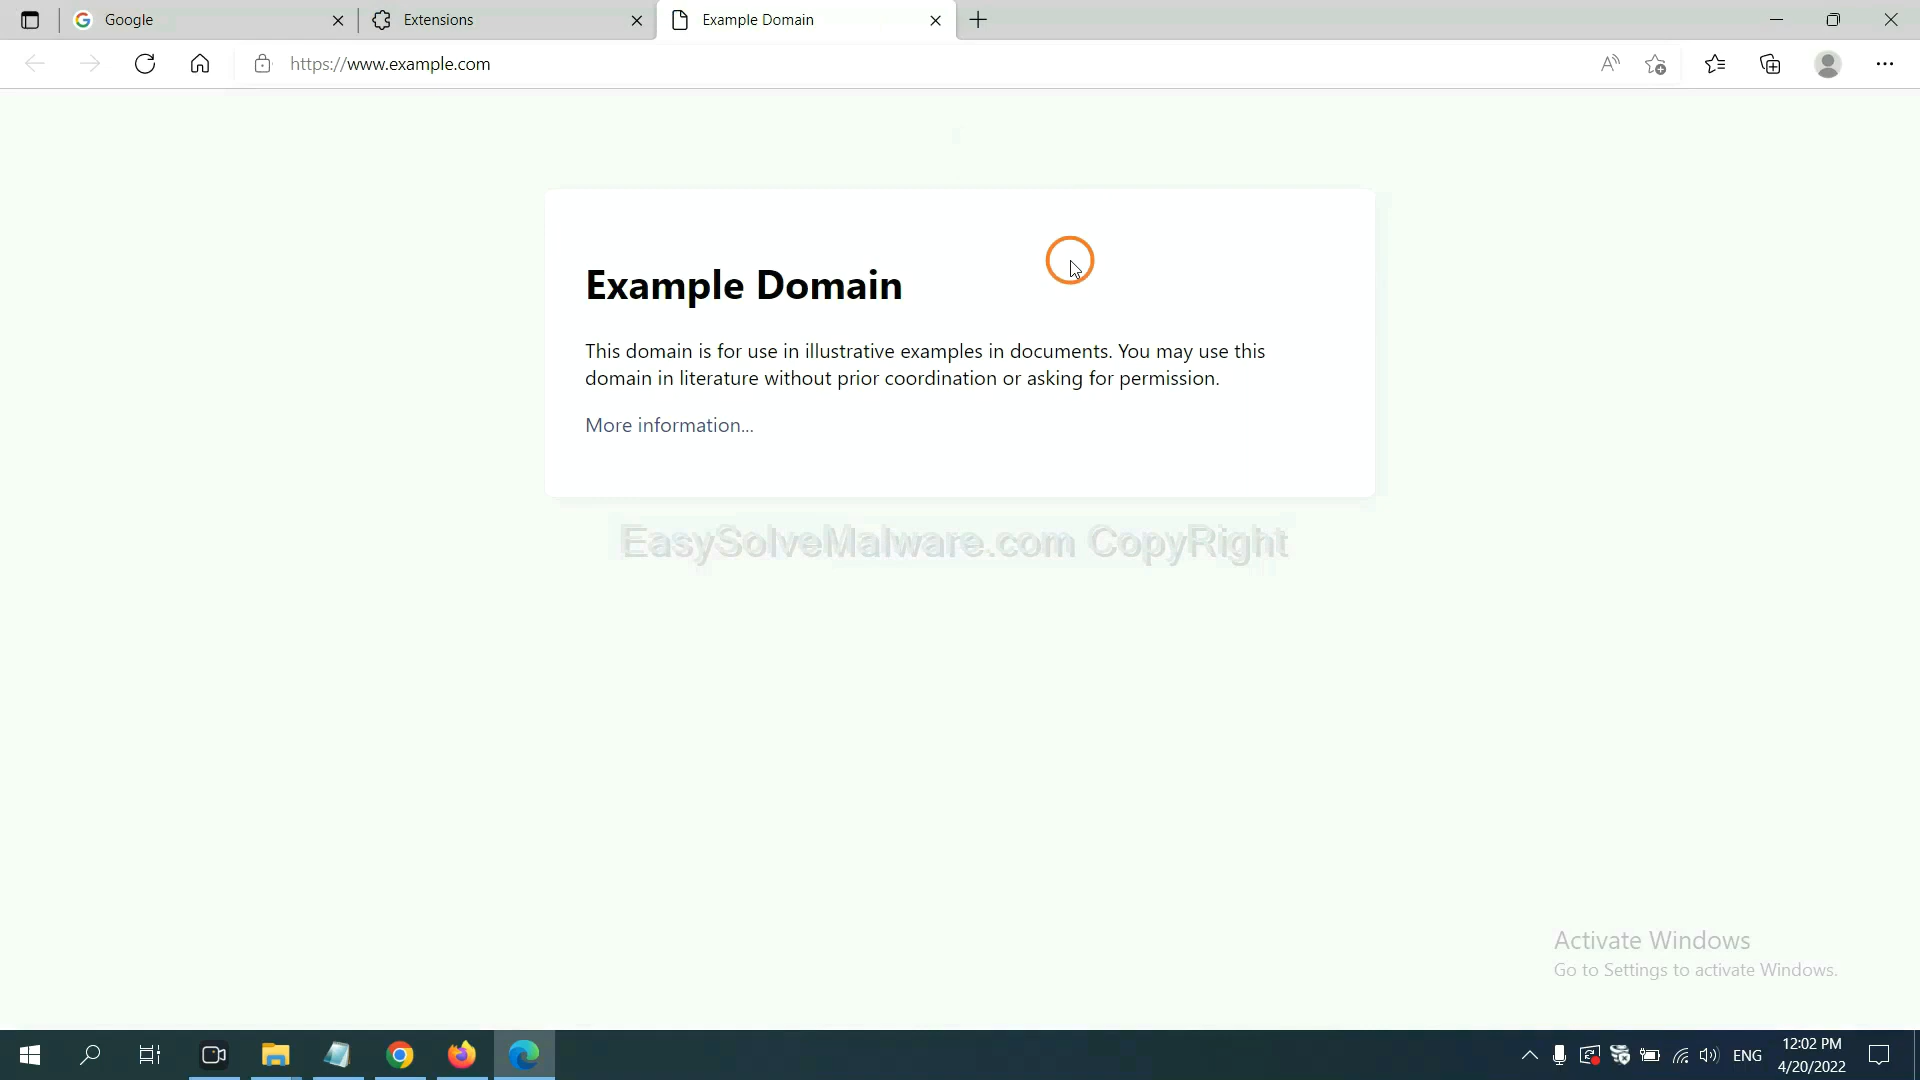 Google
Extensions
Example Domain
https://www.example.com
Example Domain
This domain is for use in illustrative examples in documents. You may use this
domain in literature without prior coordination or asking for permission.
More information...
EasySolveMalware.com CopyRight
Activate Windows
Go to Settings to activate Windows.
ENG
12:02 PM
4/20/2022